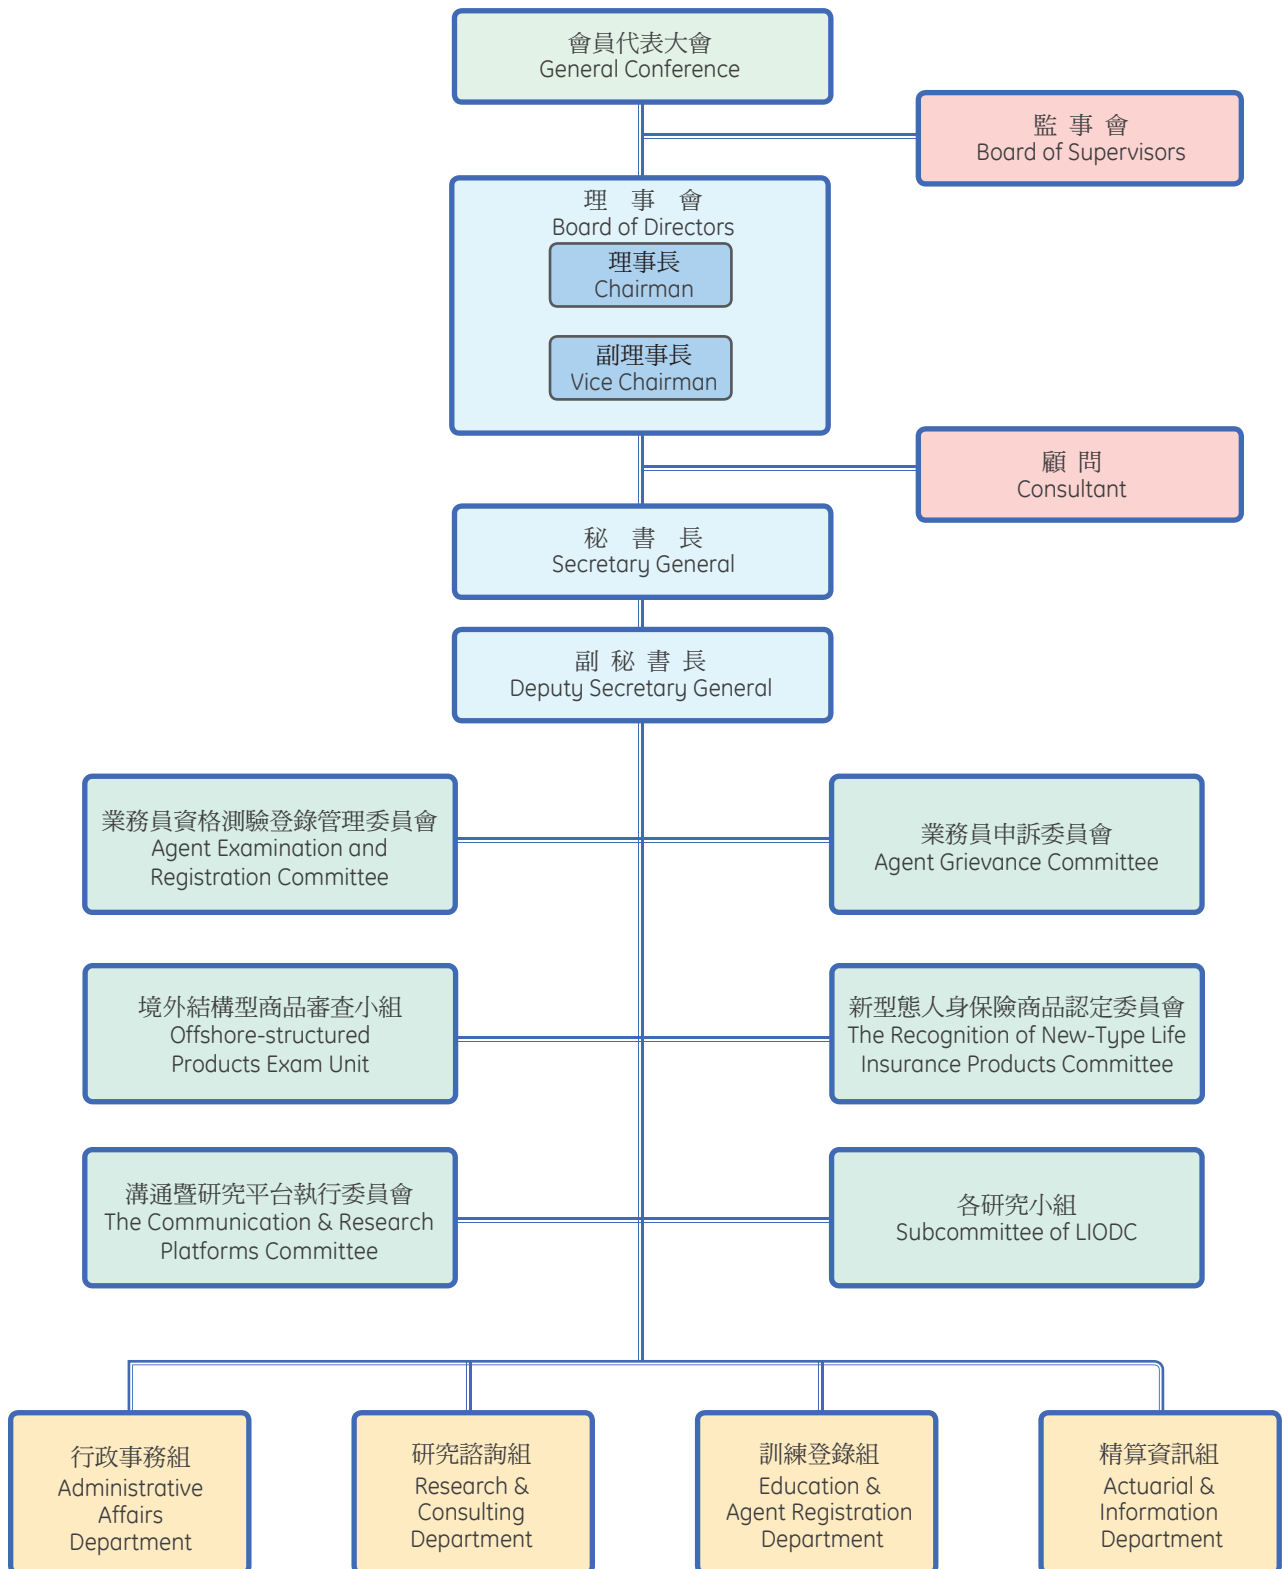 會員代表大會
General Conference
監事會
Board of Supervisors
理事會
Board of Directors
理事長
Chairman
副理事長
Vice Chairman
顧問
Consultant
秘書長
Secretary General
副秘書長
Deputy Secretary General
業務員資格測驗登錄管理委員會
Agent Examination and
Registration Committee
業務員申訴委員會
Agent Grievance Committee
境外結構型商品審查小組
Offshore-structured
Products Exam Unit
新型態人身保險商品認定委員會
The Recognition of New-Type Life
Insurance Products Committee
溝通暨研究平台執行委員會
The Communication & Research
Platforms Committee
各研究小組
Subcommittee of LIODC
行政事務組
Administrative
Affairs
Department
研究諮詢組
Research &
Consulting
Department
訓練登錄組
Education &
Agent Registration
Department
精算資訊組
Actuarial &
Information
Department